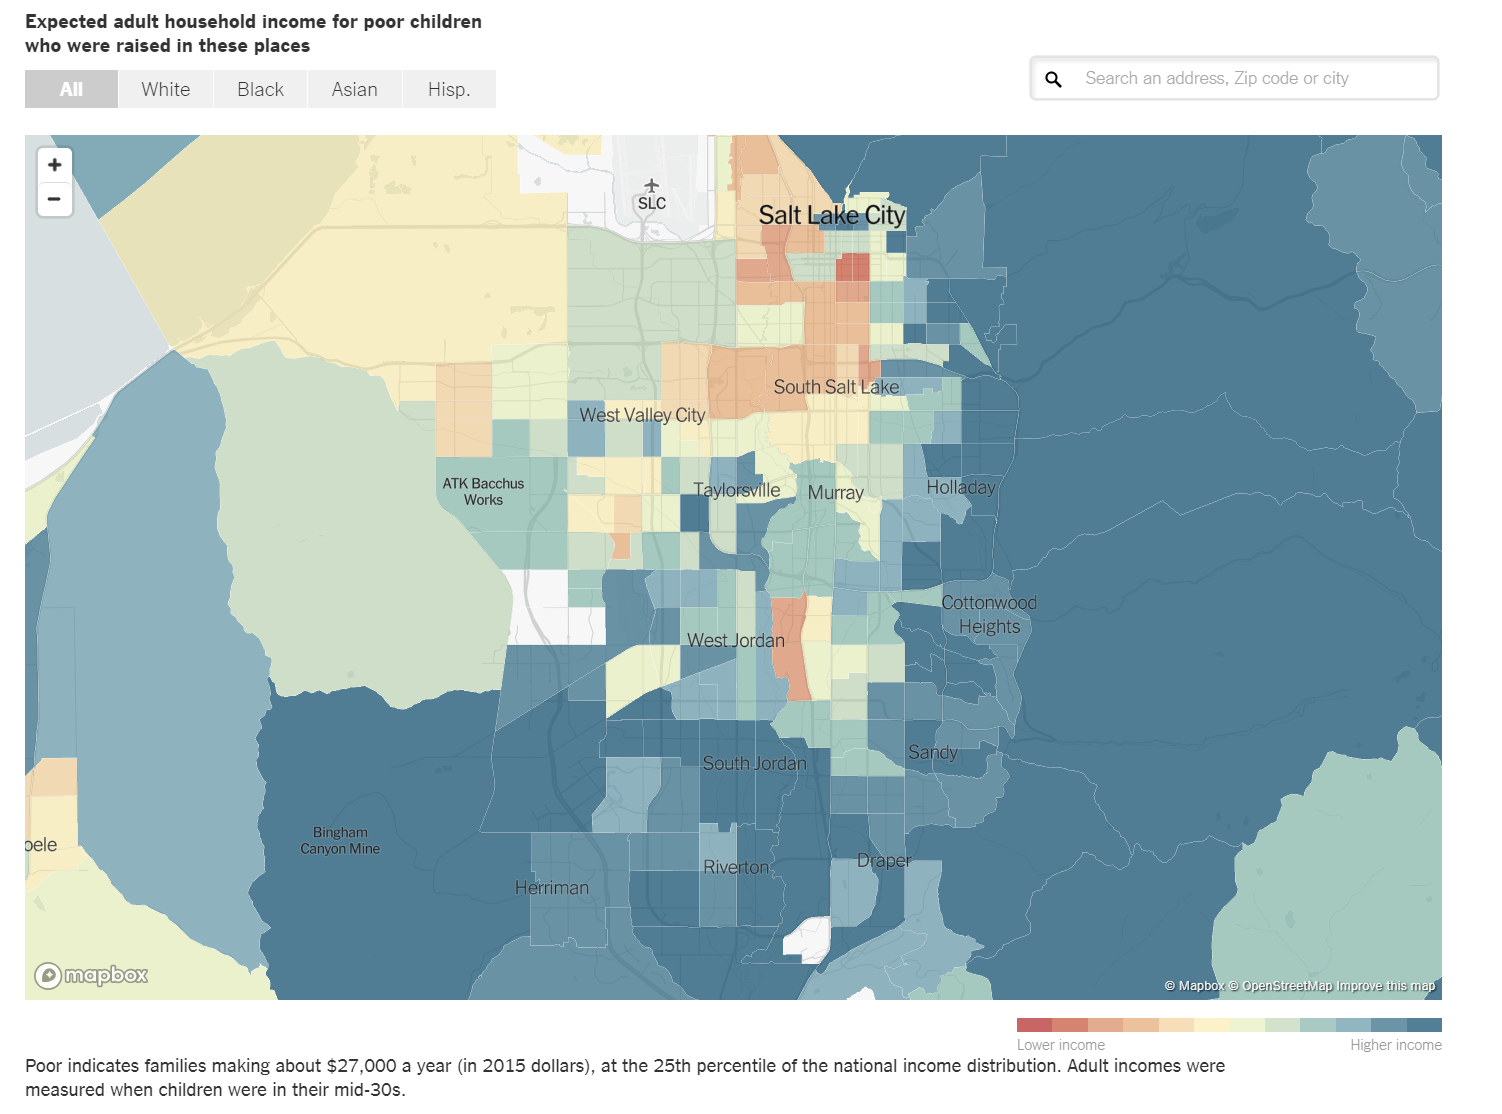 Expected adult household income for poor children
who were raised in these places
All
White
Black
Asian
Hisp.
Search an address, Zip code or city
+
−
SLC
Salt Lake City
South Salt Lake
West Valley City
ATK Bacchus
Works
Taylorsville
Murray
Holladay
Cottonwood
Heights
West Jordan
Sandy
South Jordan
Bingham
Canyon Mine
pele
Riverton
Draper
Herriman
mapbox
© Mapbox © OpenStreetMap Improve this map
Lower income
Higher income
Poor indicates families making about $27,000 a year (in 2015 dollars), at the 25th percentile of the national income distribution. Adult incomes were
measured when children were in their mid-30s.